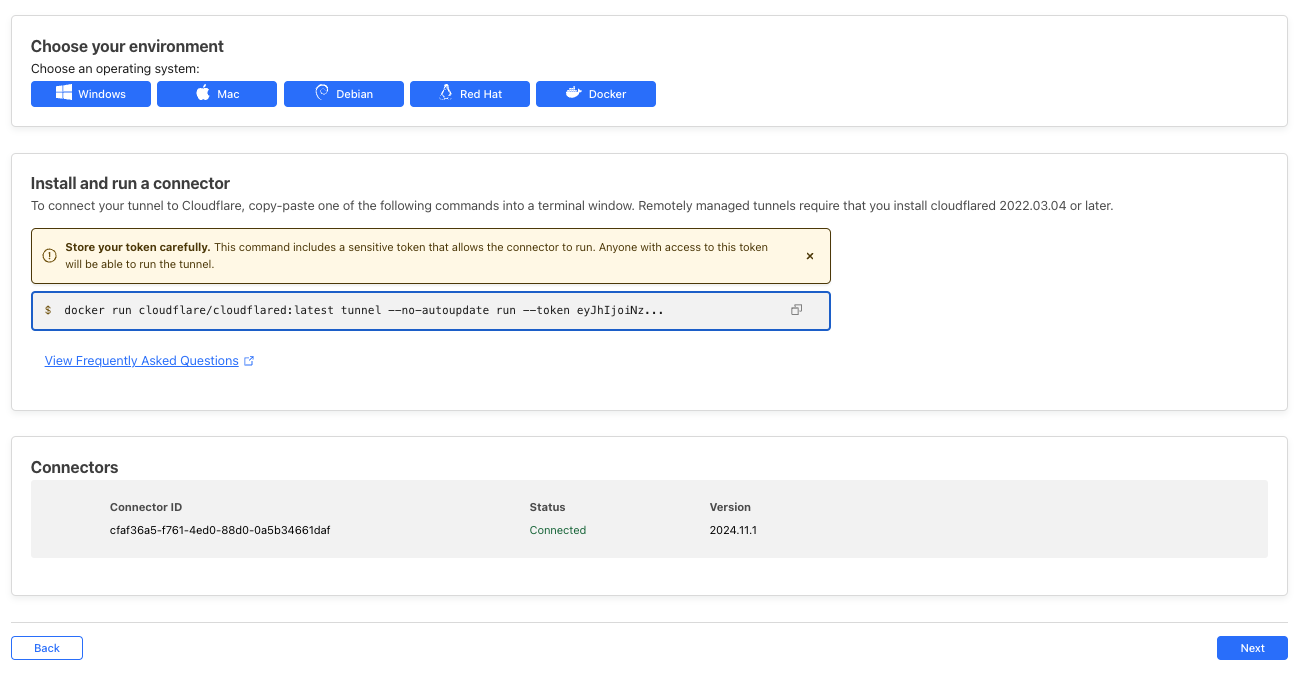 Choose your environment
Choose an operating system:
Windows
Mac
Debian
Red Hat
Docker
Install and run a connector
To connect your tunnel to Cloudflare, copy-paste one of the following commands into a terminal window. Remotely managed tunnels require that you install cloudflared 2022.03.04 or later.
Store your token carefully. This command includes a sensitive token that allows the connector to run. Anyone with access to this token
will be able to run the tunnel.
$ docker run cloudflare/cloudflared:latest tunnel --no-autoupdate run --token eyJhIjoiNz...
View Frequently Asked Questions
Connectors
Connector ID Status Version
cfaf36a5-f761-4ed0-88d0-0a5b34661daf Connected 2024.11.1
Back
Next